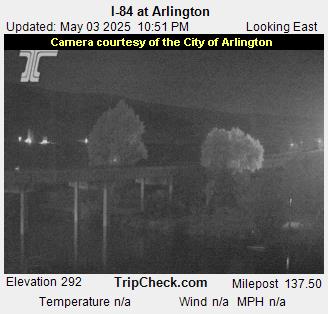 I-84 at Arlington
Updated: May 03 2025 10:51 PM Looking East
Camera courtesy of the City of Arlington
Elevation 292 TripCheck.com Milepost 137.50
Temperature n/a Wind n/a MPH n/a